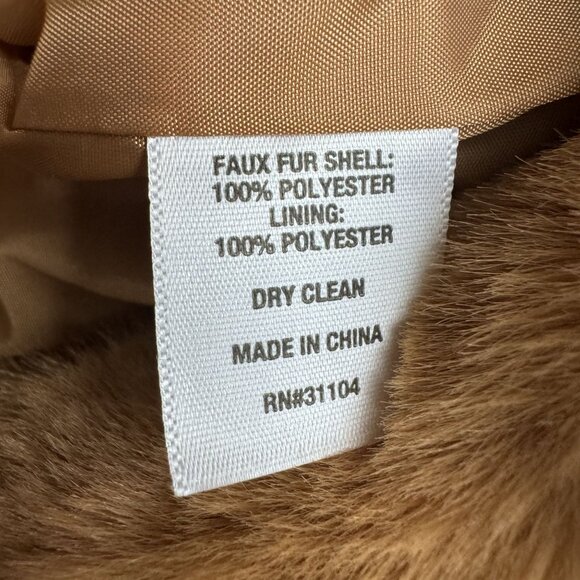 FAUX FUR SHELL:
100% POLYESTER
LINING:
100% POLYESTER
DRY CLEAN
MADE IN CHINA
RN#31104